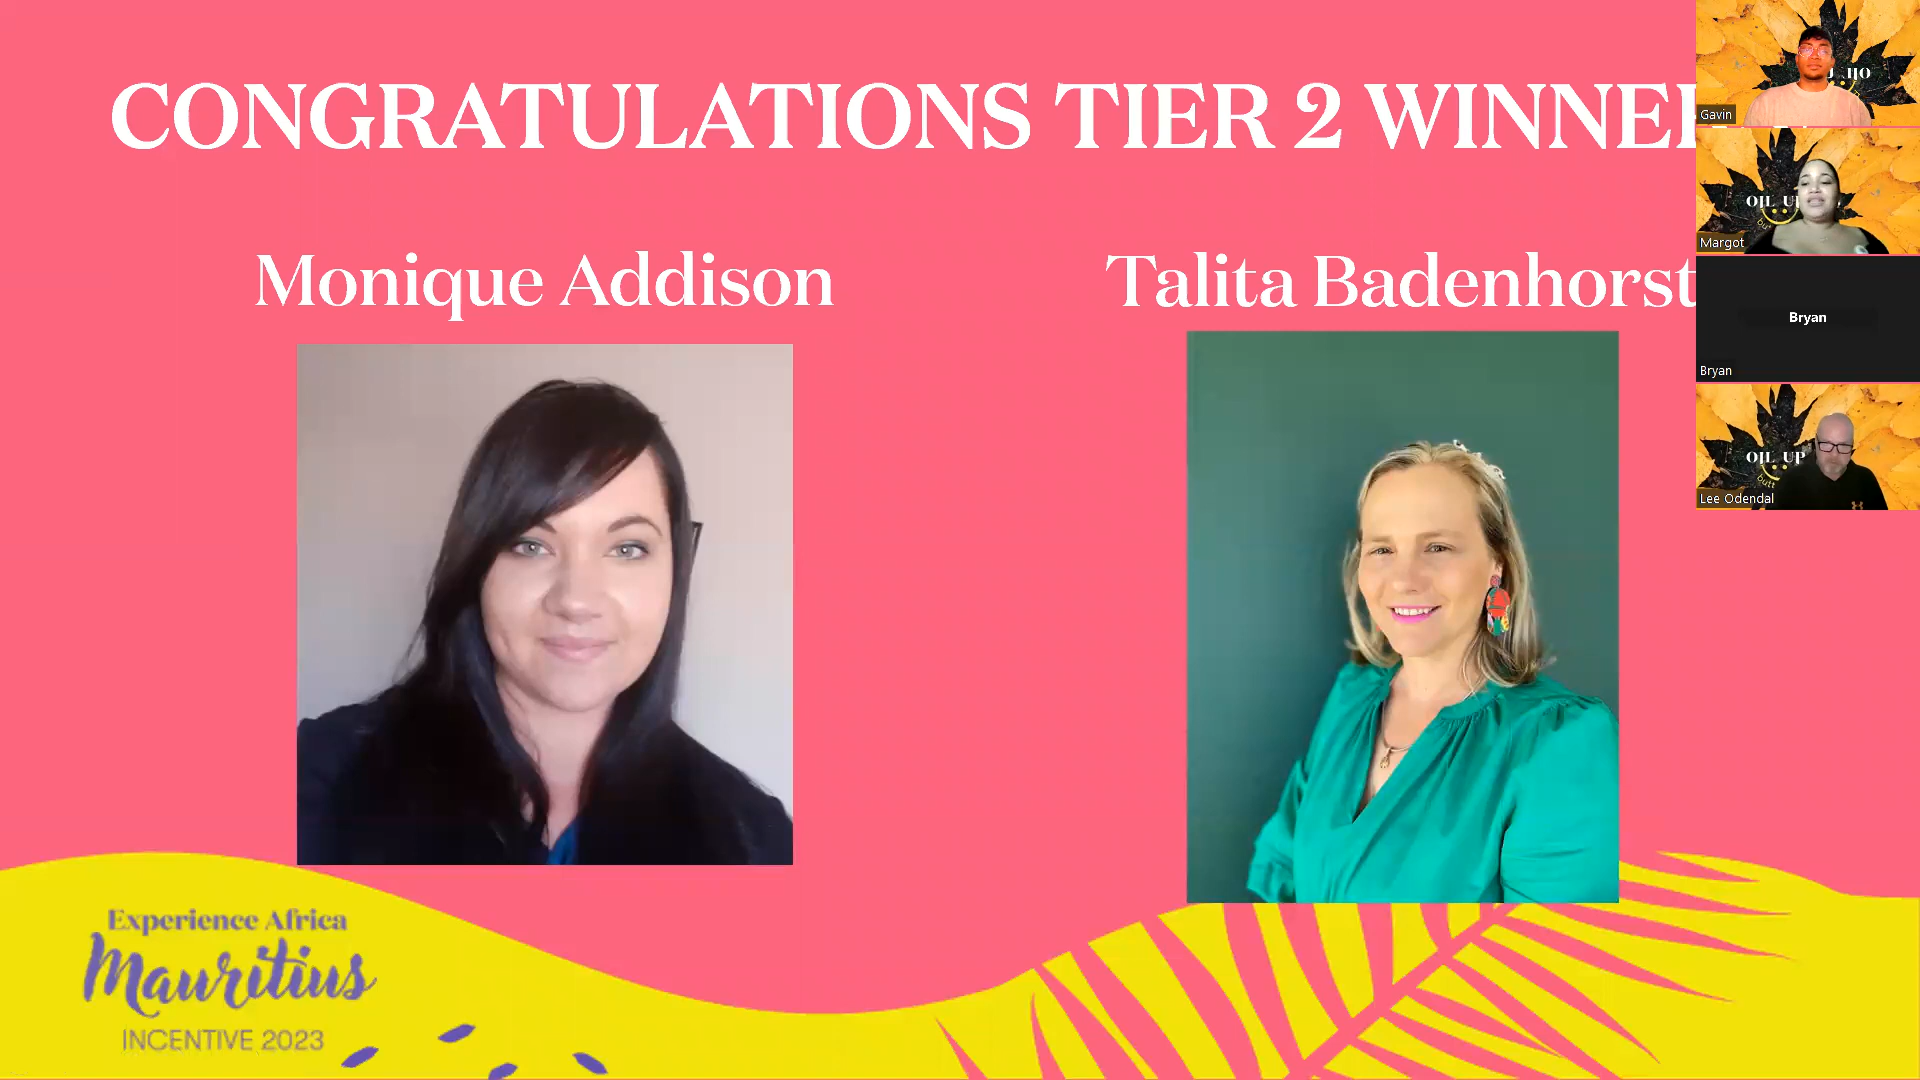 CONGRATULATIONS TIER 2 WINNER
Monique Addison
Talita Badenhorst
Experience Africa
Mauritius
INCENTIVE 2023
Gavin
OIL UP
Margot
Bryan
Bryan
OIL UP
butt
Lee Odendal